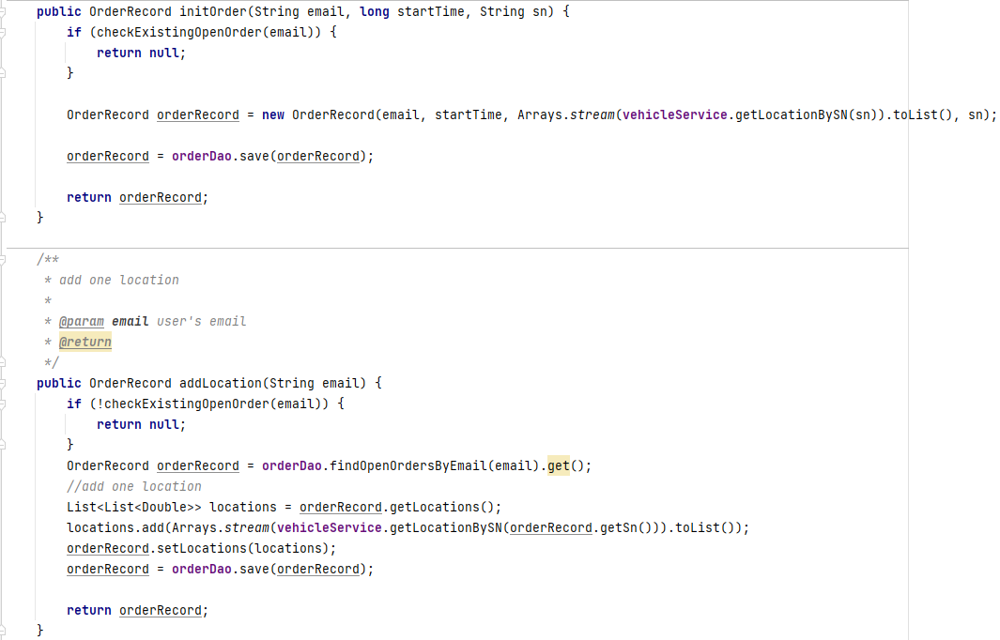 public OrderRecord initOrder(String email, long startTime, String sn) {
if (checkExistingOpenOrder(email)) {
return null;
}
OrderRecord orderRecord = new OrderRecord(email, startTime, Arrays.stream(vehicleService.getLocationBySN(sn)).toList(), sn);
orderRecord = orderDao.save(orderRecord);
return orderRecord;
}
/**
* add one location
*
* @param email user's email
* @return
*/
public OrderRecord addLocation(String email) {
if (!checkExistingOpenOrder(email)) {
return null;
}
OrderRecord orderRecord = orderDao.findOpenOrdersByEmail(email).get();
//add one location
List<List<Double>> locations = orderRecord.getLocations();
locations.add(Arrays.stream(vehicleService.getLocationBySN(orderRecord.getSn())).toList());
orderRecord.setLocations(locations);
orderRecord = orderDao.save(orderRecord);
return orderRecord;
}